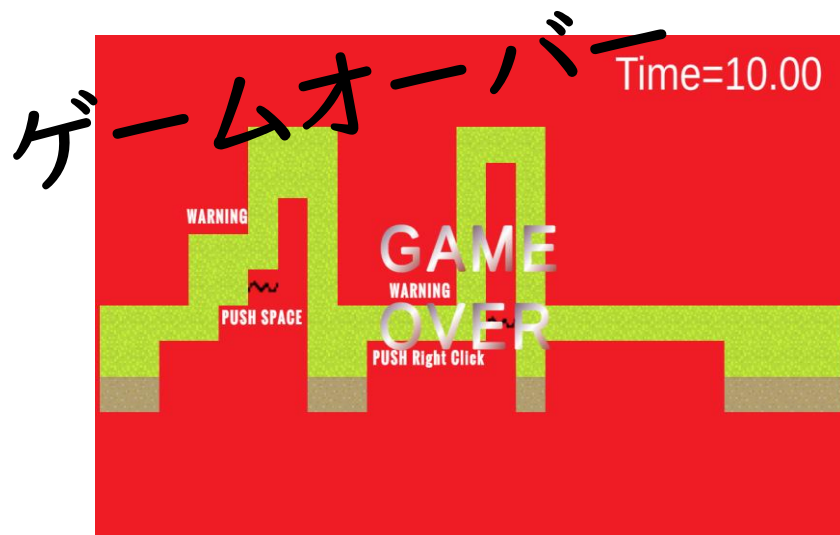 ゲームオーバー
Time=10.00
WARNING
GAME
WARNING
PUSH SPACE
OVER
PUSH Right Click